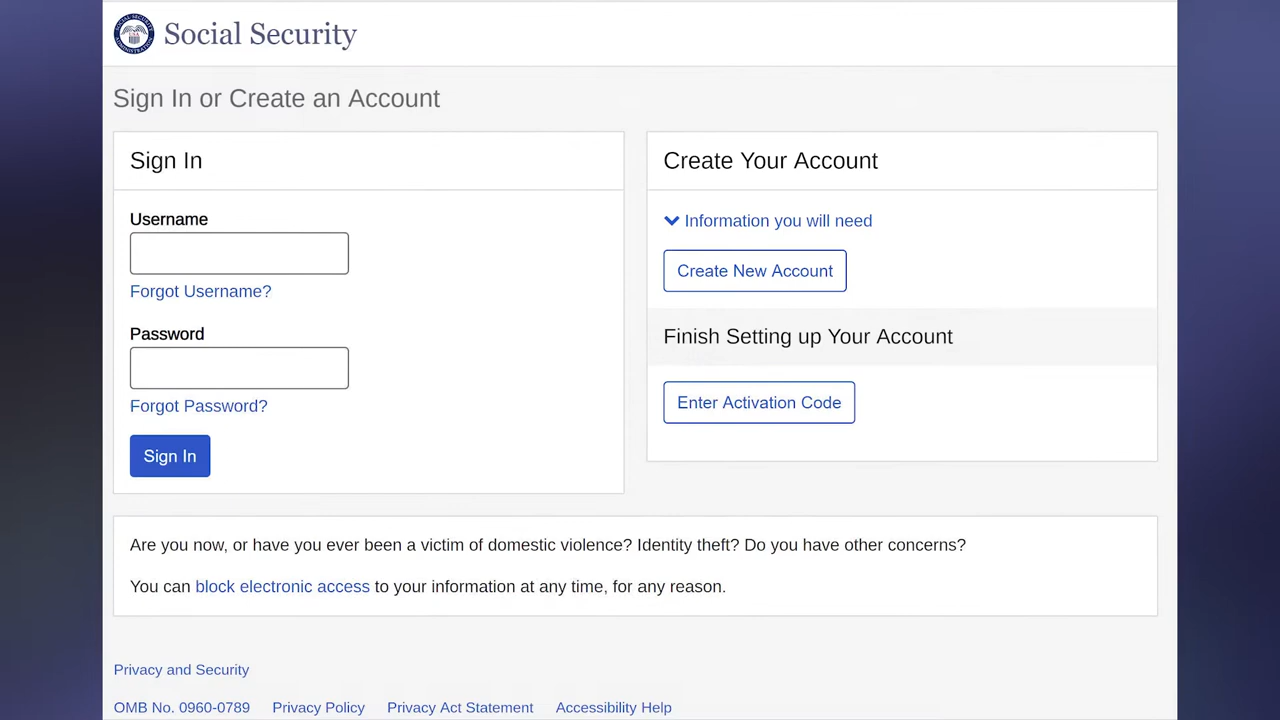 Social Security
Sign In or Create an Account
Sign In
Username
Forgot Username?
Password
Forgot Password?
Sign In
Create Your Account
Information you will need
Create New Account
Finish Setting up Your Account
Enter Activation Code
Are you now, or have you ever been a victim of domestic violence? Identity theft? Do you have other concerns?
You can block electronic access to your information at any time, for any reason.
Privacy and Security
OMB No. 0960-0789 Privacy Policy Privacy Act Statement Accessibility Help